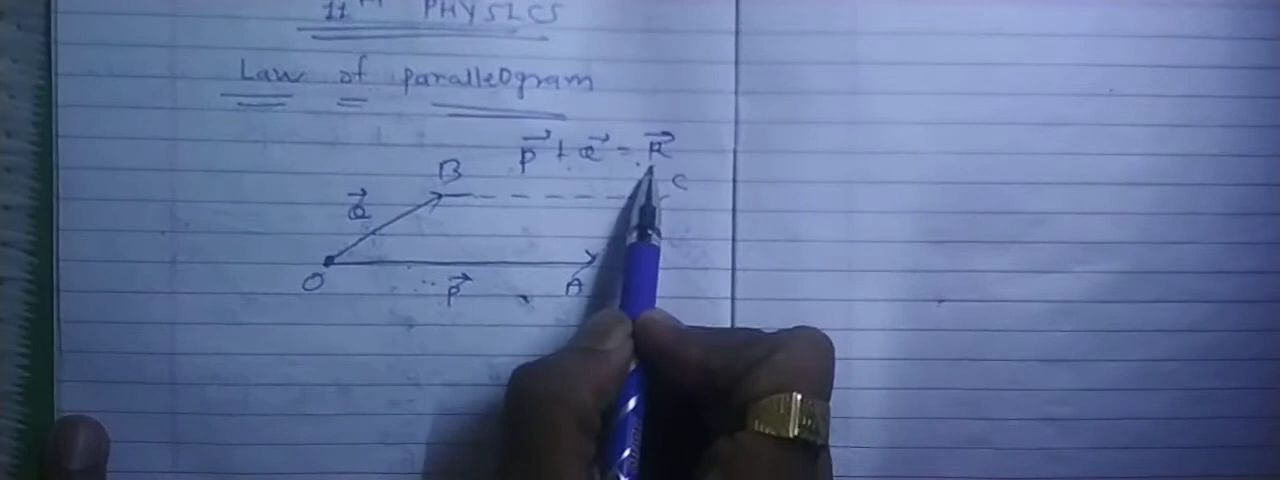 11th PHYSICS
Law of parallelogram
P⃗ + Q⃗ = R⃗
B
C
Q⃗
O
P⃗
A